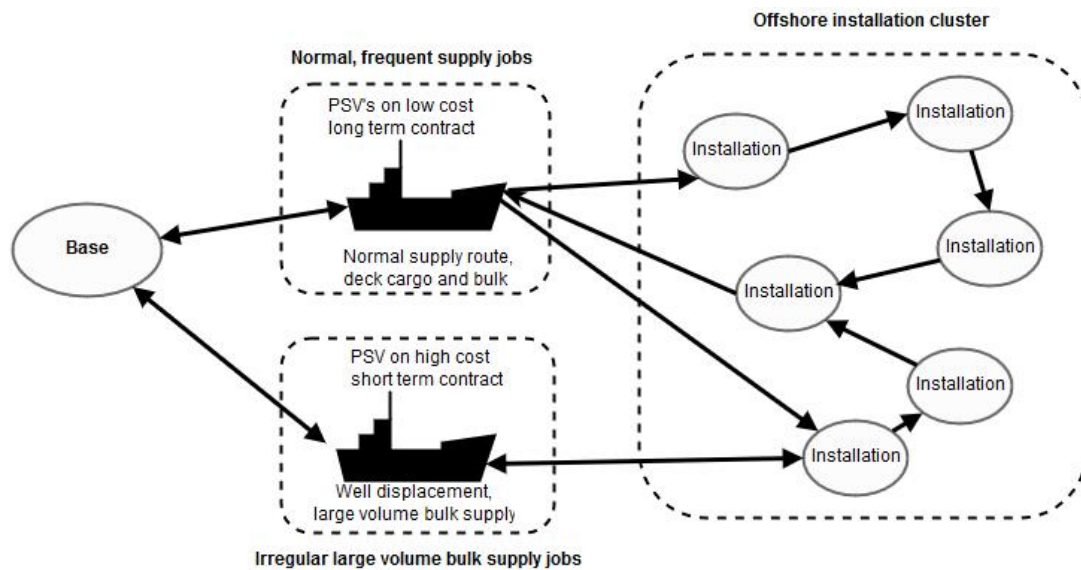 Offshore installation cluster
Normal, frequent supply jobs
PSV's on low cost
long term contract
Installation
Installation
Base
Normal supply route,
deck cargo and bulk
Installation
Installation
PSV on high cost
short term contract
Installation
Installation
Well displacement,
large volume bulk supply
Irregular large volume bulk supply jobs